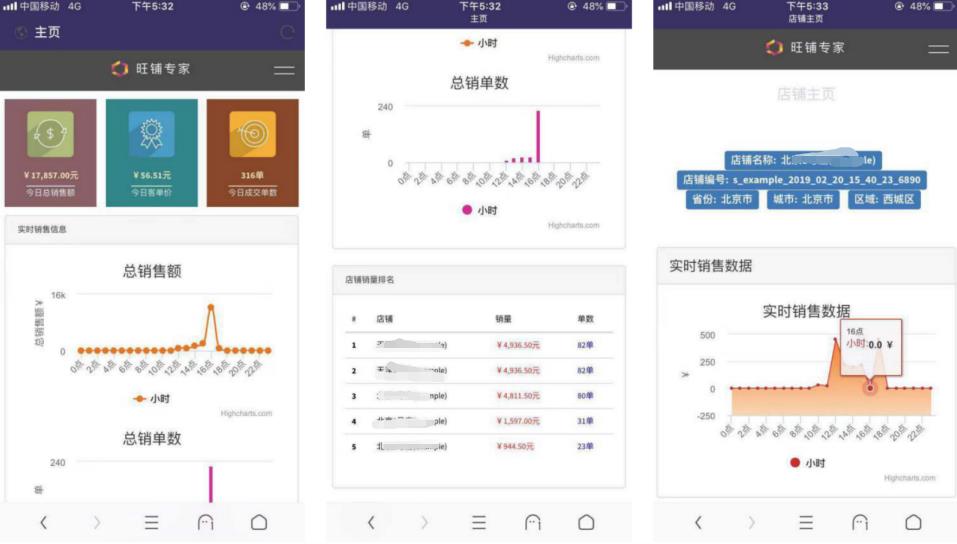 中国移动 4G 下午5:32 48%
主页
旺铺专家
¥17,857.00元 ¥56.51元 316单
今日总销售额 今日客单价 今日成交单数
实时销售信息
总销售额
16k
总销售额 ¥
0
0点 2点 4点 6点 8点 10点 12点 14点 16点 18点 20点 22点
小时
Highcharts.com
总销单数
240
单
中国移动 4G 下午5:32 48%
主页
小时
Highcharts.com
总销单数
240
单
0
0点 2点 4点 6点 8点 10点 12点 14点 16点 18点 20点 22点
小时
Highcharts.com
店铺销量排名
# 店铺 销量 单数
1 le) ¥4,936.50元 82单
2 mple) ¥4,936.50元 82单
3 mple) ¥4,811.50元 80单
4 ple) ¥1,597.00元 31单
5 ple) ¥944.50元 23单
中国移动 4G 下午5:33 48%
店铺主页
旺铺专家
店铺主页
店铺名称: 北 le)
店铺编号: s_example_2019_02_20_15_40_23_6890
省份: 北京市 城市: 北京市 区域: 西城区
实时销售数据
实时销售数据
500
250
¥
0
-250
16点
小时:0.0 ¥
0点 2点 4点 6点 8点 10点 12点 14点 16点 18点 20点 22点
小时
Highcharts.com